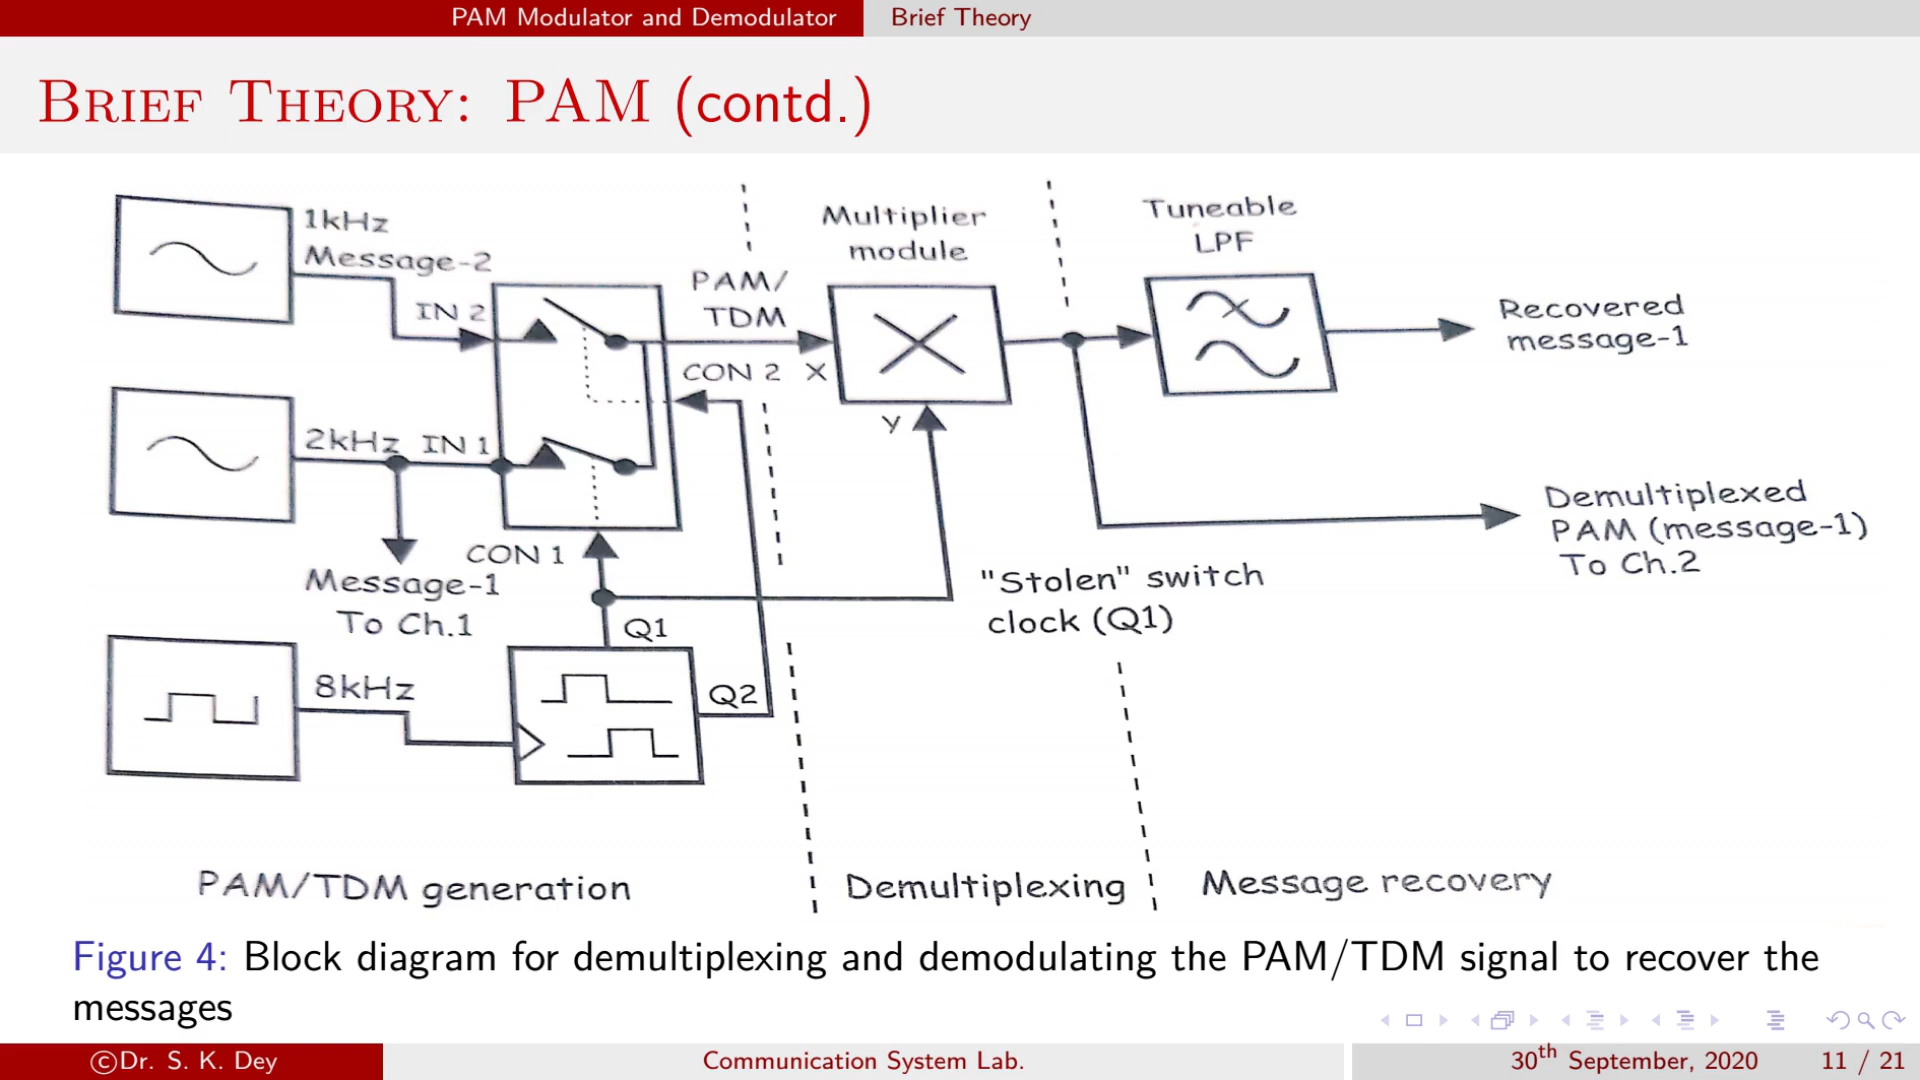 PAM Modulator and Demodulator Brief Theory
Brief Theory: PAM (contd.)
1kHz
Message-2
IN 2
PAM/
TDM
CON 2 X
Multiplier
module
Y
Tuneable
LPF
Recovered
message-1
2kHz IN 1
Message-1
To Ch.1
CON 1
"Stolen" switch
clock (Q1)
Demultiplexed
PAM (message-1)
To Ch.2
8kHz
Q1
Q2
PAM/TDM generation
Demultiplexing
Message recovery
Figure 4: Block diagram for demultiplexing and demodulating the PAM/TDM signal to recover the
messages
©Dr. S. K. Dey Communication System Lab. 30th September, 2020 11 / 21